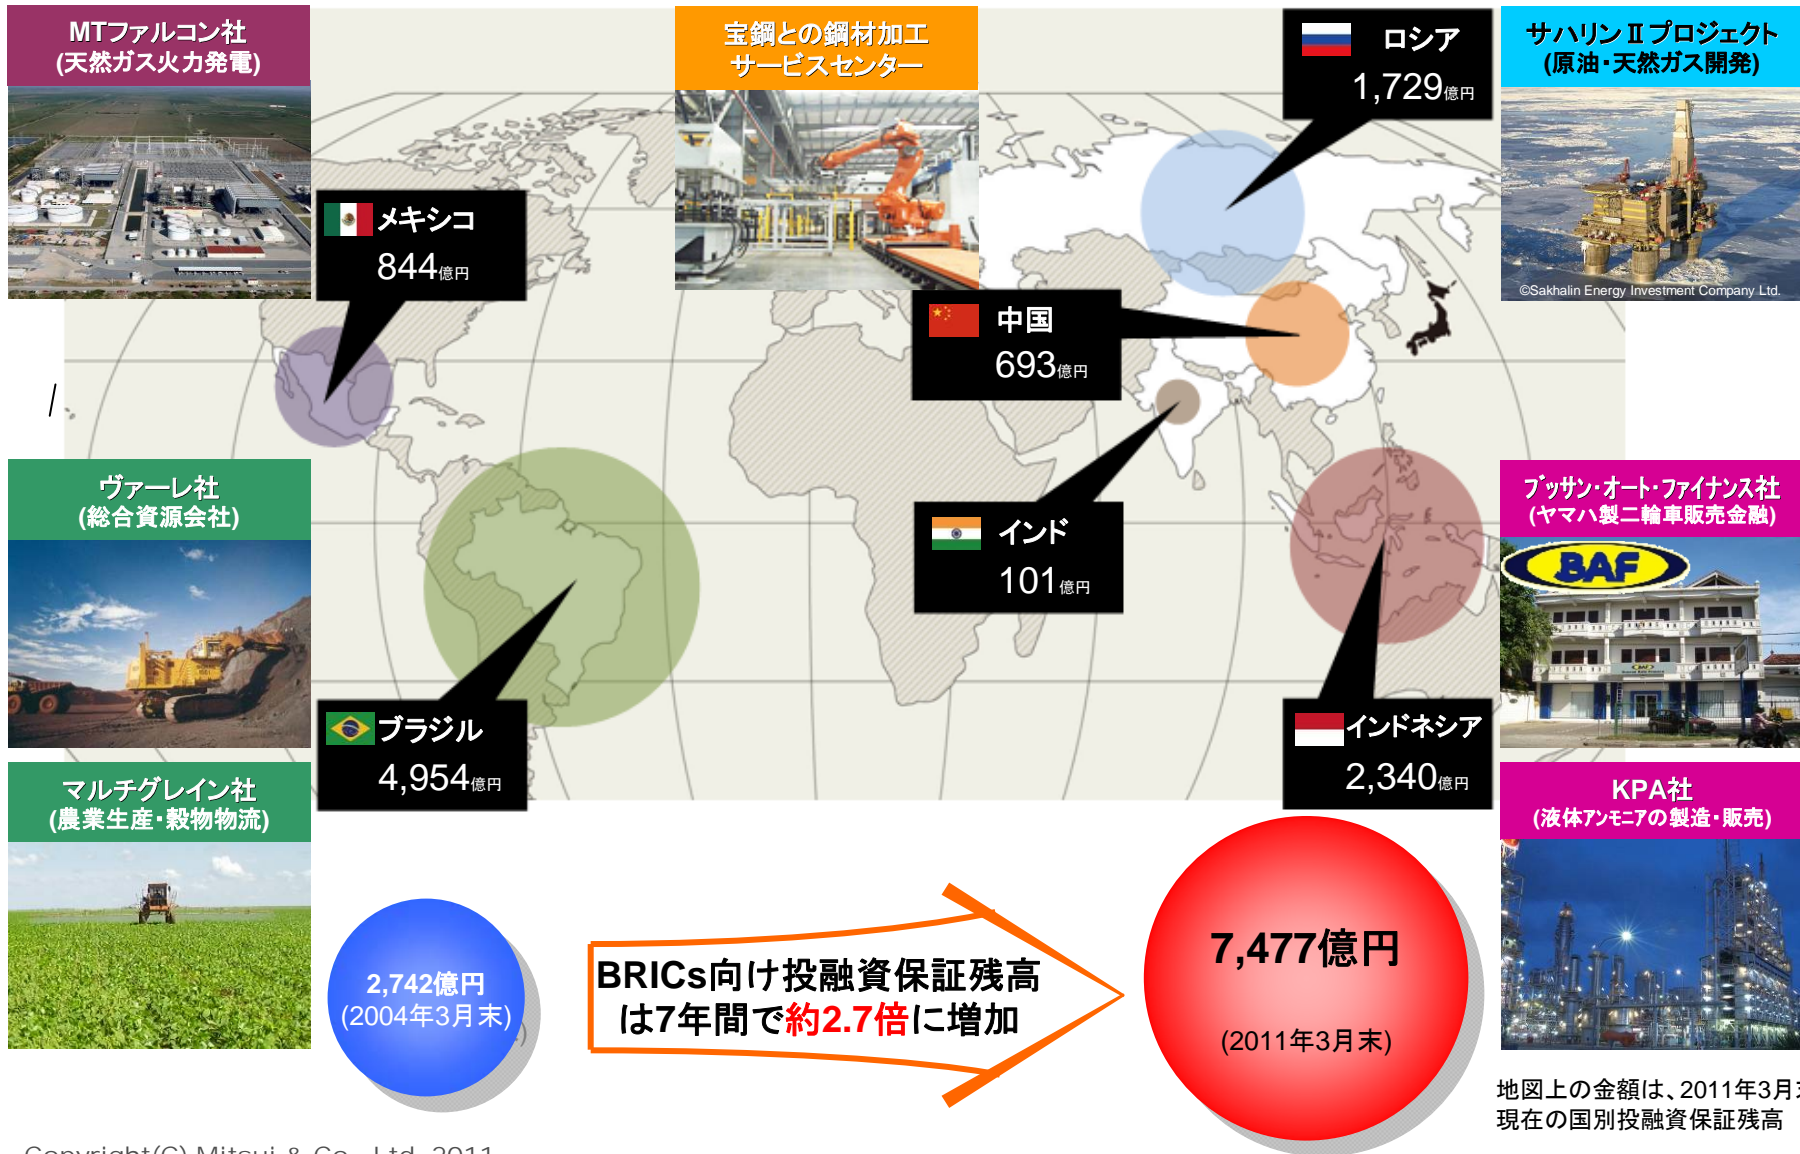 MTファルコン社
(天然ガス火力発電)
宝鋼との鋼材加工
サービスセンター
ロシア
1,729億円
サハリンⅡプロジェクト
(原油・天然ガス開発)
©Sakhalin Energy Investment Company Ltd.
メキシコ
844億円
中国
693億円
ヴァーレ社
(総合資源会社)
インド
101億円
ブッサン・オート・ファイナンス社
(ヤマハ製二輪車販売金融)
BAF
ブラジル
4,954億円
インドネシア
2,340億円
マルチグレイン社
(農業生産・穀物物流)
KPA社
(液体アンモニアの製造・販売)
2,742億円
(2004年3月末)
BRICs向け投融資保証残高
は7年間で約2.7倍に増加
7,477億円
(2011年3月末)
地図上の金額は、2011年3月末
現在の国別投融資保証残高
Copyright(C) Mitsui & Co., Ltd. 2011